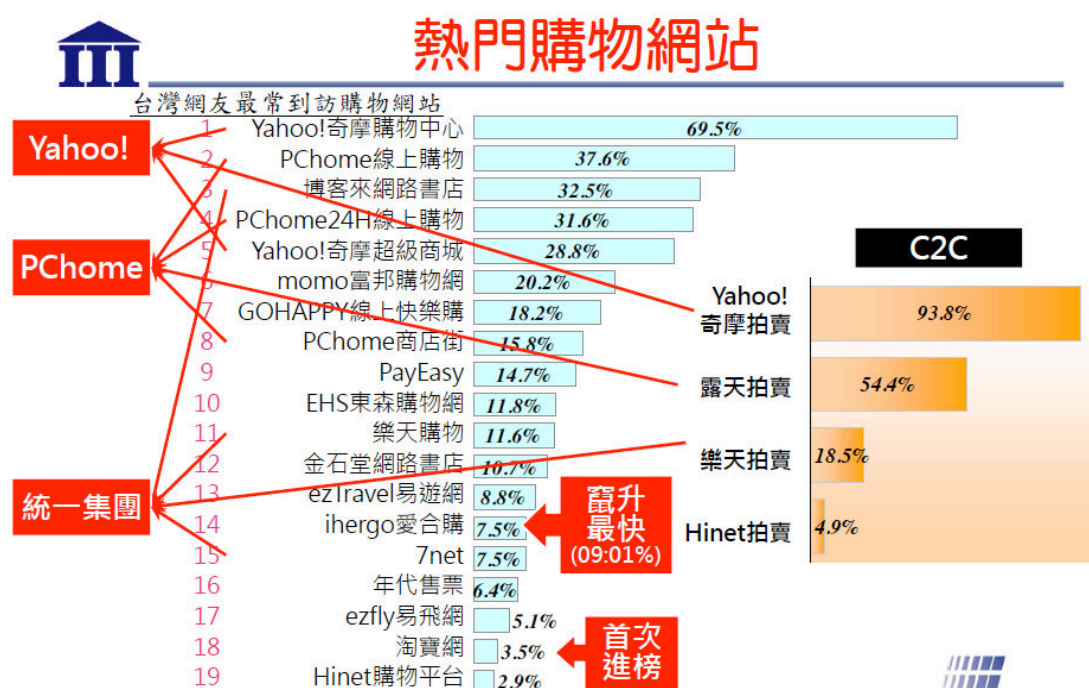 熱門購物網站
台灣網友最常到訪購物網站
Yahoo!
PChome
統一集團
1 Yahoo!奇摩購物中心 69.5%
2 PChome線上購物 37.6%
3 博客來網路書店 32.5%
4 PChome24H線上購物 31.6%
5 Yahoo!奇摩超級商城 28.8%
6 momo富邦購物網 20.2%
7 GOHAPPY線上快樂購 18.2%
8 PChome商店街 15.8%
9 PayEasy 14.7%
10 EHS東森購物網 11.8%
11 樂天購物 11.6%
12 金石堂網路書店 10.7%
13 ezTravel易遊網 8.8%
14 ihergo愛合購 7.5%
15 7net 7.5%
16 年代售票 6.4%
17 ezfly易飛網 5.1%
18 淘寶網 3.5%
19 Hinet購物平台 2.9%
竄升
最快
(09:01%)
首次
進榜
C2C
Yahoo!
奇摩拍賣 93.8%
露天拍賣 54.4%
樂天拍賣 18.5%
Hinet拍賣 4.9%